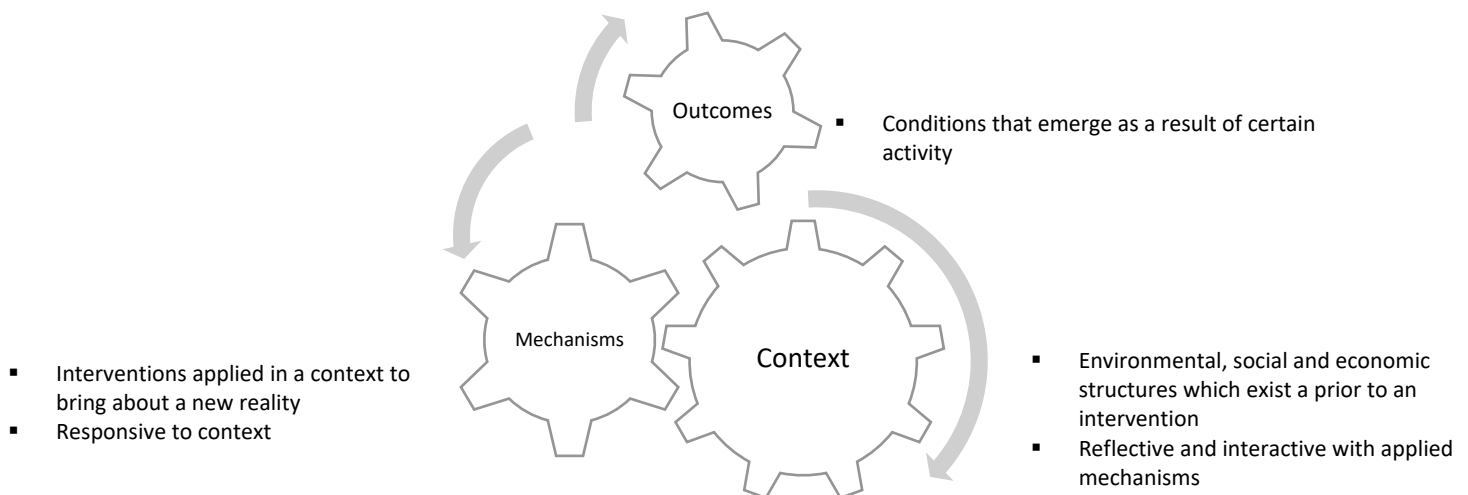 Outcomes
▪ Conditions that emerge as a result of certain
activity
Mechanisms
▪ Interventions applied in a context to
bring about a new reality
▪ Responsive to context
Context
▪ Environmental, social and economic
structures which exist a prior to an
intervention
▪ Reflective and interactive with applied
mechanisms